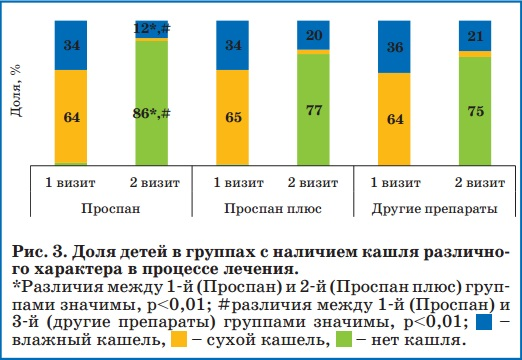 Доля, %
34 12*,# 34 20 36 21
64 86*,# 65 77 64 75
1 визит 2 визит 1 визит 2 визит 1 визит 2 визит
Проспан Проспан плюс Другие препараты
Рис. 3. Доля детей в группах с наличием кашля различно-
го характера в процессе лечения.
*Различия между 1-й (Проспан) и 2-й (Проспан плюс) груп-
пами значимы, p<0,01; #различия между 1-й (Проспан) и
3-й (другие препараты) группами значимы, p<0,01; –
влажный кашель, – сухой кашель, – нет кашля.